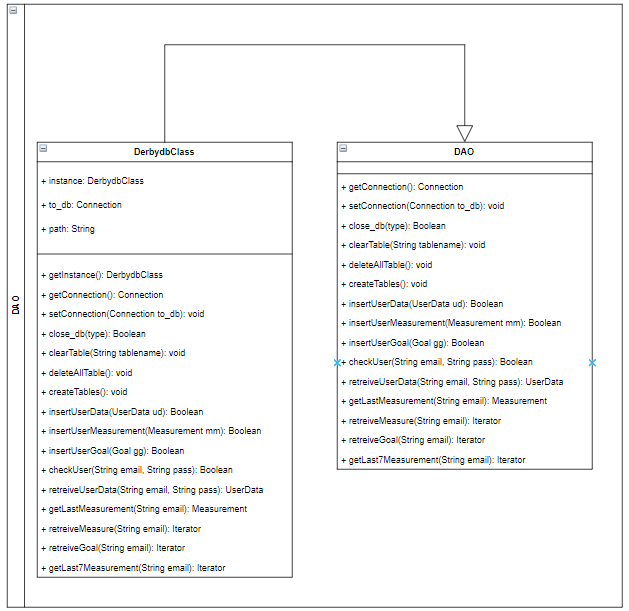 DAO
DerbydbClass
+ instance: DerbydbClass
+ to_db: Connection
+ path: String
+ getInstance(): DerbydbClass
+ getConnection(): Connection
+ setConnection(Connection to_db): void
+ close_db(type): Boolean
+ clearTable(String tablename): void
+ deleteAllTable(): void
+ createTables(): void
+ insertUserData(UserData ud): Boolean
+ insertUserMeasurement(Measurement mm): Boolean
+ insertUserGoal(Goal gg): Boolean
+ checkUser(String email, String pass): Boolean
+ retreiveUserData(String email, String pass): UserData
+ getLastMeasurement(String email): Measurement
+ retreiveMeasure(String email): Iterator
+ retreiveGoal(String email): Iterator
+ getLast7Measurement(String email): Iterator
DAO
+ getConnection(): Connection
+ setConnection(Connection to_db): void
+ close_db(type): Boolean
+ clearTable(String tablename): void
+ deleteAllTable(): void
+ createTables(): void
+ insertUserData(UserData ud): Boolean
+ insertUserMeasurement(Measurement mm): Boolean
+ insertUserGoal(Goal gg): Boolean
+ checkUser(String email, String pass): Boolean
+ retreiveUserData(String email, String pass): UserData
+ getLastMeasurement(String email): Measurement
+ retreiveMeasure(String email): Iterator
+ retreiveGoal(String email): Iterator
+ getLast7Measurement(String email): Iterator